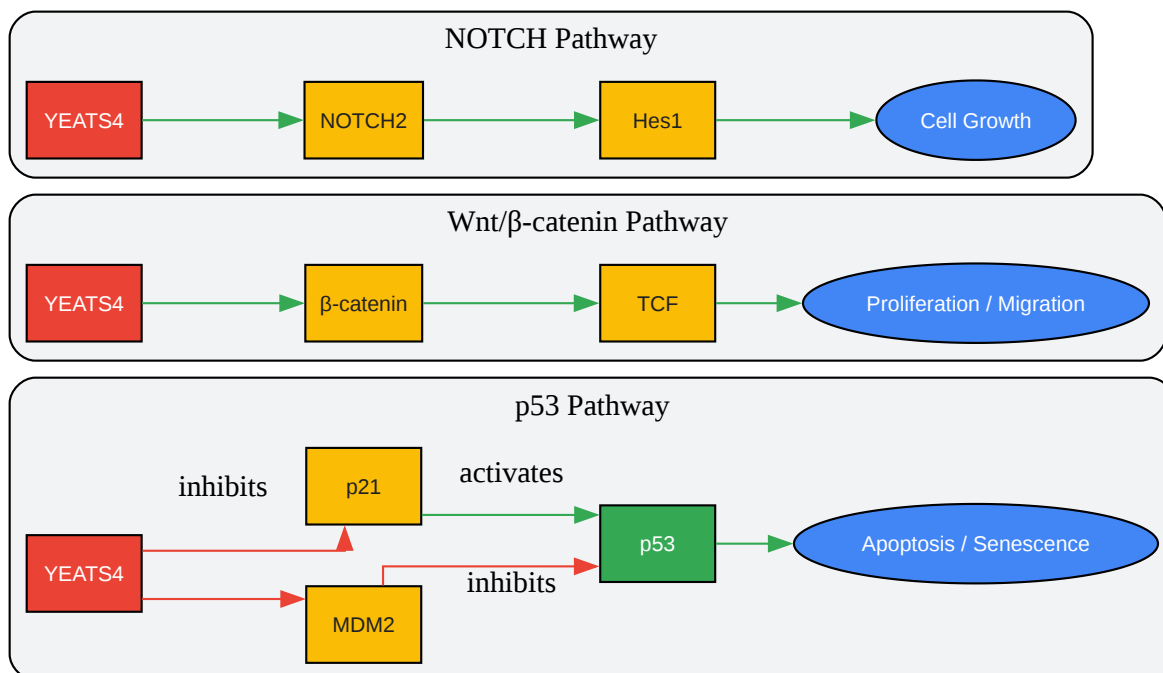 NOTCH Pathway
YEATS4
NOTCH2
Hes1
Cell Growth
Wnt/β-catenin Pathway
YEATS4
β-catenin
TCF
Proliferation / Migration
p53 Pathway
inhibits
p21
activates
YEATS4
p53
Apoptosis / Senescence
inhibits
MDM2